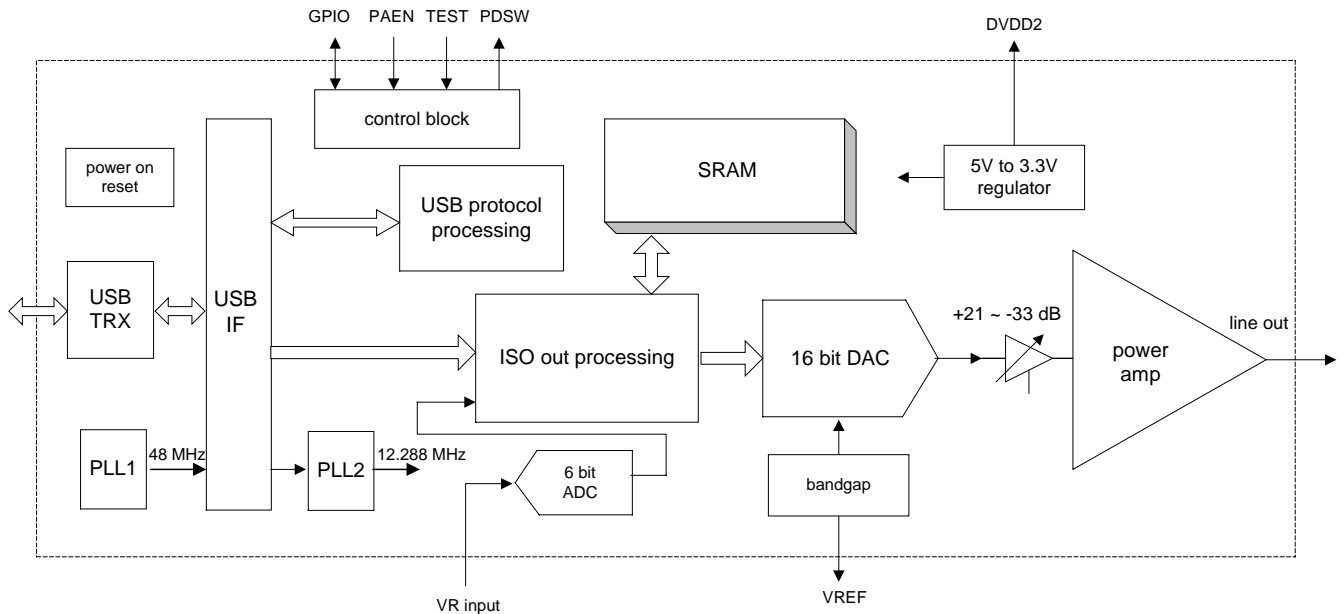 GPIO PAEN TEST PDSW
DVDD2
control block
power on
reset
SRAM
5V to 3.3V
regulator
USB protocol
processing
USB
TRX
USB
IF
+21 ~ -33 dB
line out
ISO out processing
16 bit DAC
power
amp
PLL1
48 MHz
PLL2
12.288 MHz
6 bit
ADC
bandgap
VR input
VREF